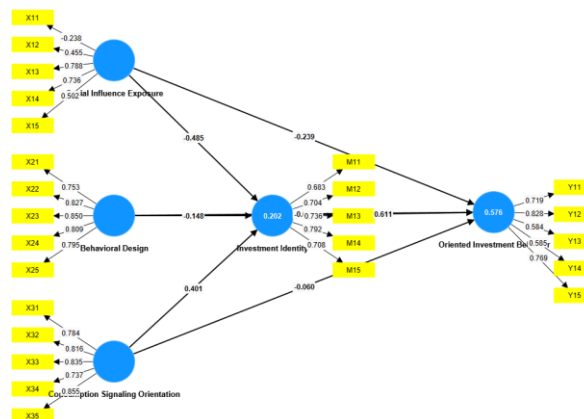 X11
-0.238
X12
0.455
X13
0.788
X14
0.736
X15
0.502
ial Influence Exposure
-0.485
-0.239
X21
0.753
X22
0.827
X23
0.850
X24
0.809
X25
0.795
Behavioral Design
-0.148
X31
0.784
X32
0.816
X33
0.835
X34
0.737
X35
0.855
Consumption Signaling Orientation
0.401
-0.060
0.202
Investment Identity
M11
0.683
M12
0.704
M13
0.736
M14
0.792
M15
0.708
0.611
0.576
Oriented Investment
Y11
0.719
Y12
0.828
Y13
0.584
Y14
0.585
Y15
0.769